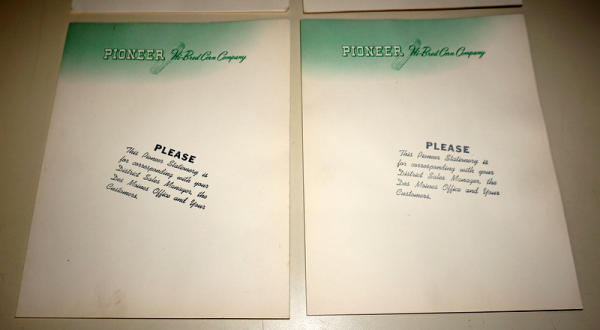 PIONEER Hi-Bred Corn Company
PLEASE
This Pioneer Stationery is
for corresponding with your
District Sales Manager, the
Des Moines Office and Your
Customers.
PIONEER Hi-Bred Corn Company
PLEASE
This Pioneer Stationery is
for corresponding with your
District Sales Manager, the
Des Moines Office and Your
Customers.